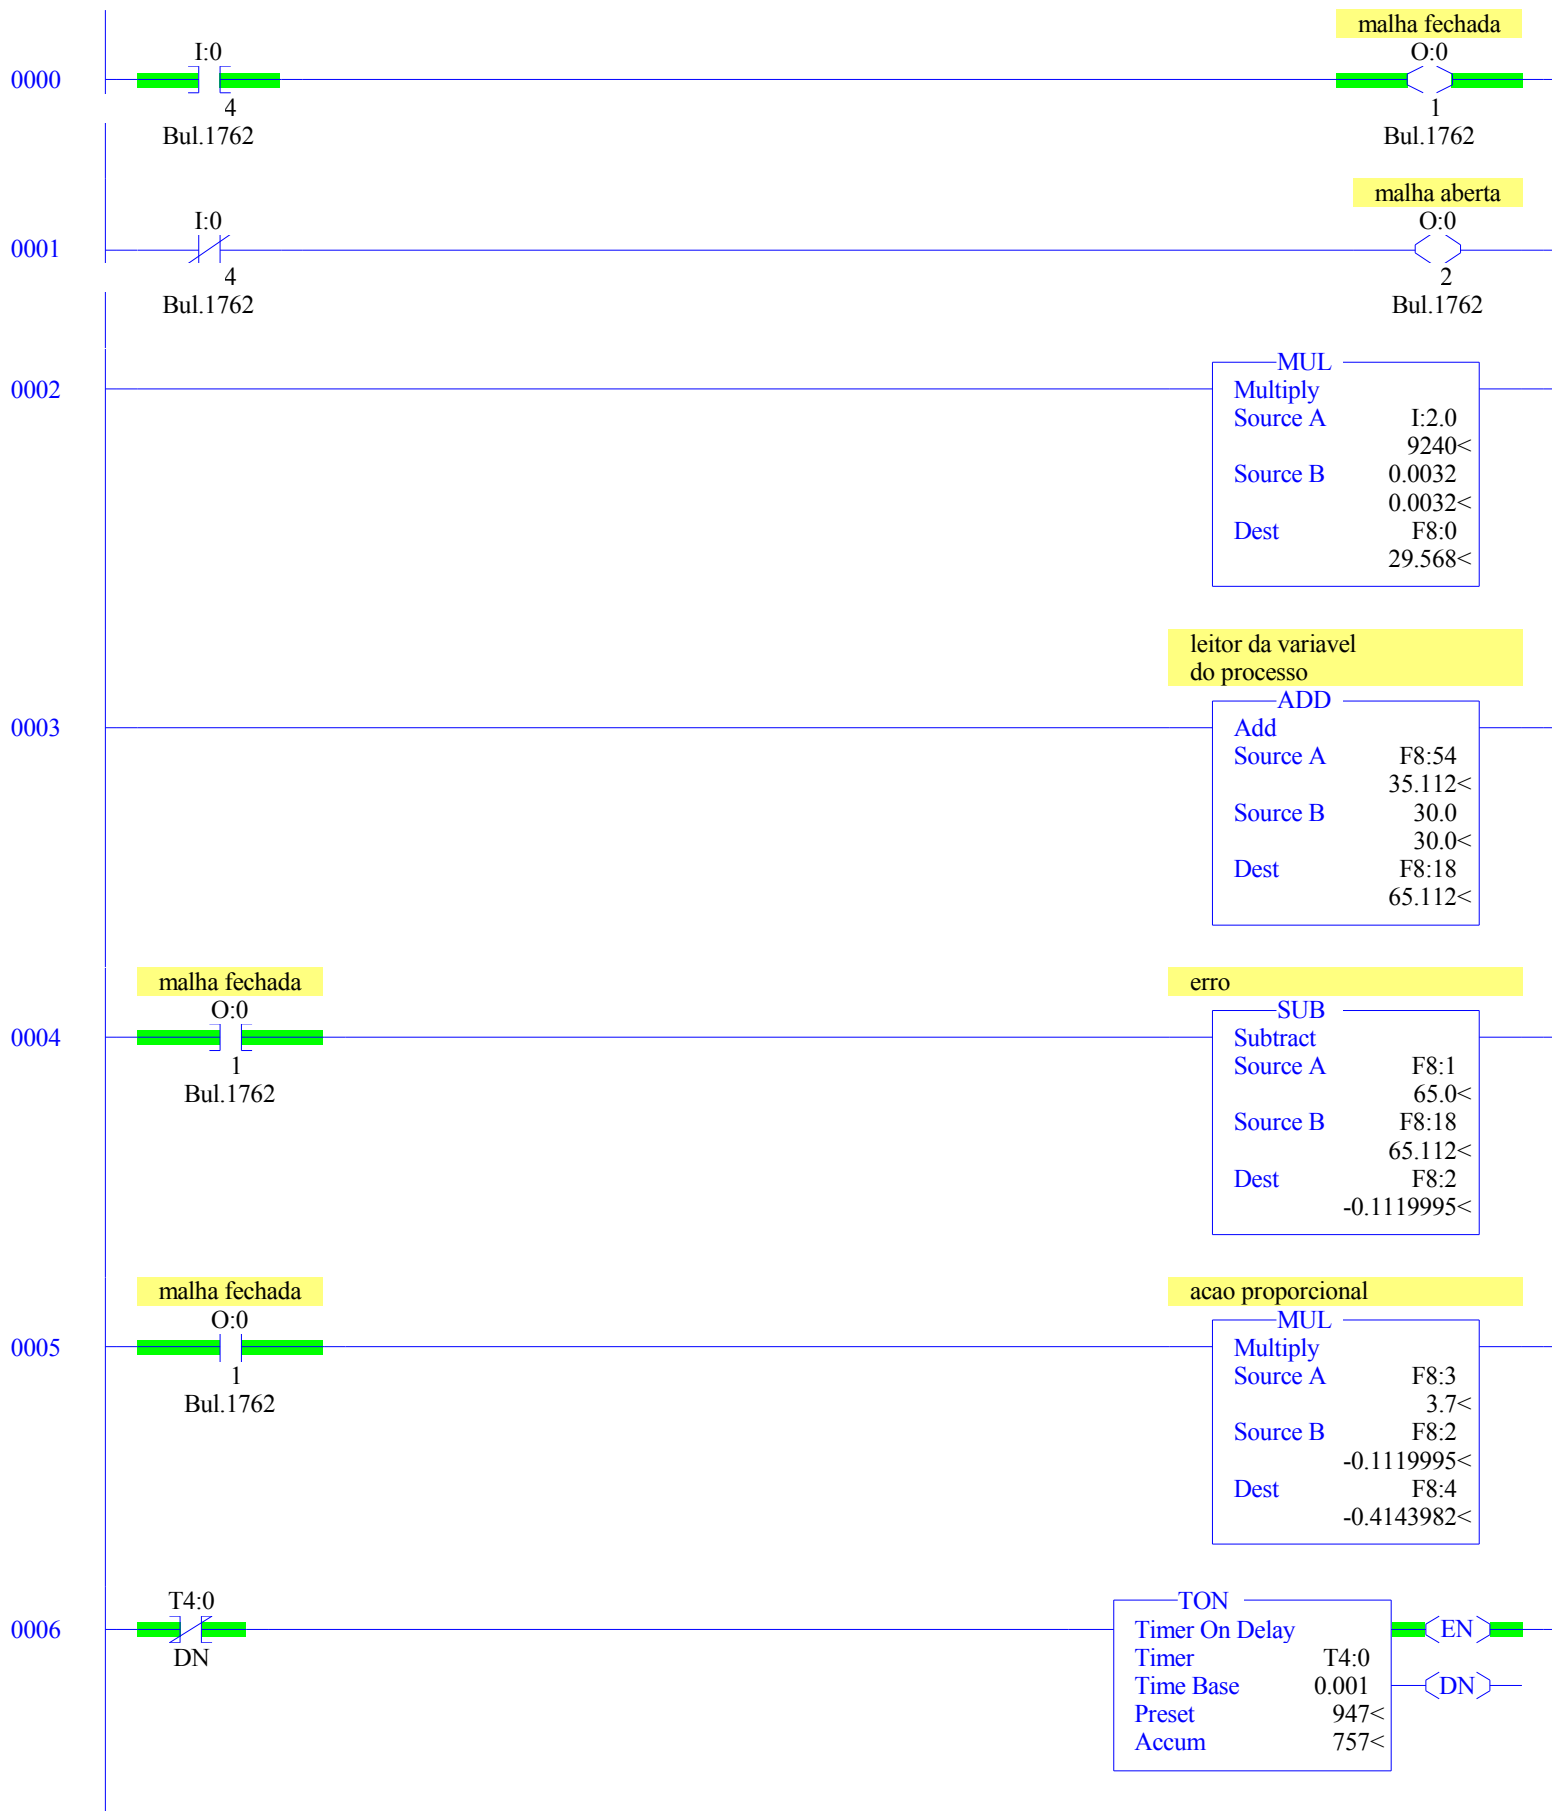 malha fechada
I:0 O:0
0000
4 1
Bul.1762 Bul.1762
malha aberta
I:0 O:0
0001
4 2
Bul.1762 Bul.1762
MUL
0002 Multiply
Source A I:2.0
9240<
Source B 0.0032
0.0032<
Dest F8:0
29.568<
leitor da variavel
do processo
ADD
0003 Add
Source A F8:54
35.112<
Source B 30.0
30.0<
Dest F8:18
65.112<
malha fechada erro
O:0 SUB
0004 Subtract
1 Source A F8:1
Bul.1762 65.0<
Source B F8:18
65.112<
Dest F8:2
-0.1119995<
malha fechada acao proporcional
O:0 MUL
0005 Multiply
1 Source A F8:3
Bul.1762 3.7<
Source B F8:2
-0.1119995<
Dest F8:4
-0.4143982<
T4:0 TON
0006 Timer On Delay EN
DN Timer T4:0
Time Base 0.001 DN
Preset 947<
Accum 757<